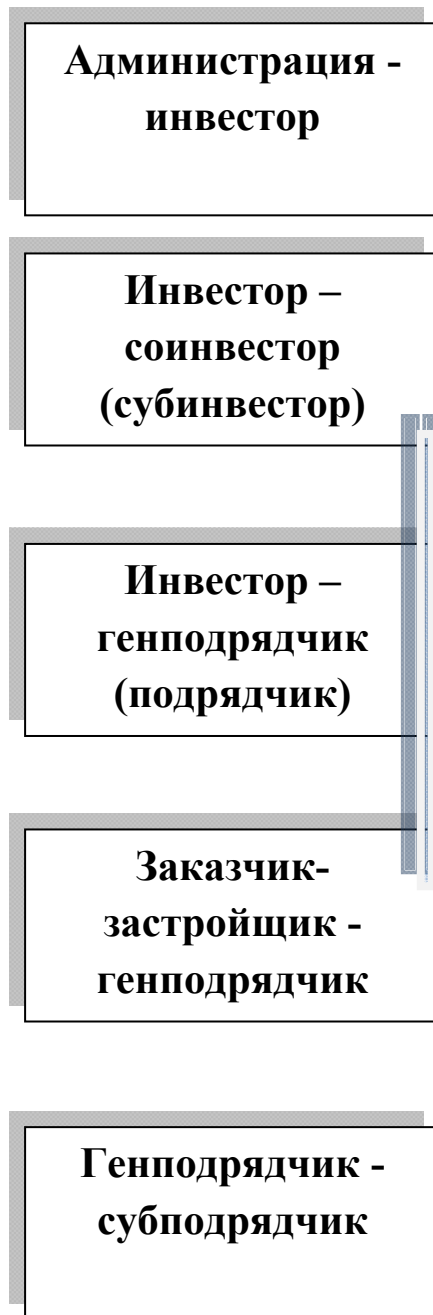 Администрация -
инвестор
Инвестор –
соинвестор
(субинвестор)
Инвестор –
генподрядчик
(подрядчик)
Заказчик-
застройщик -
генподрядчик
Генподрядчик -
субподрядчик